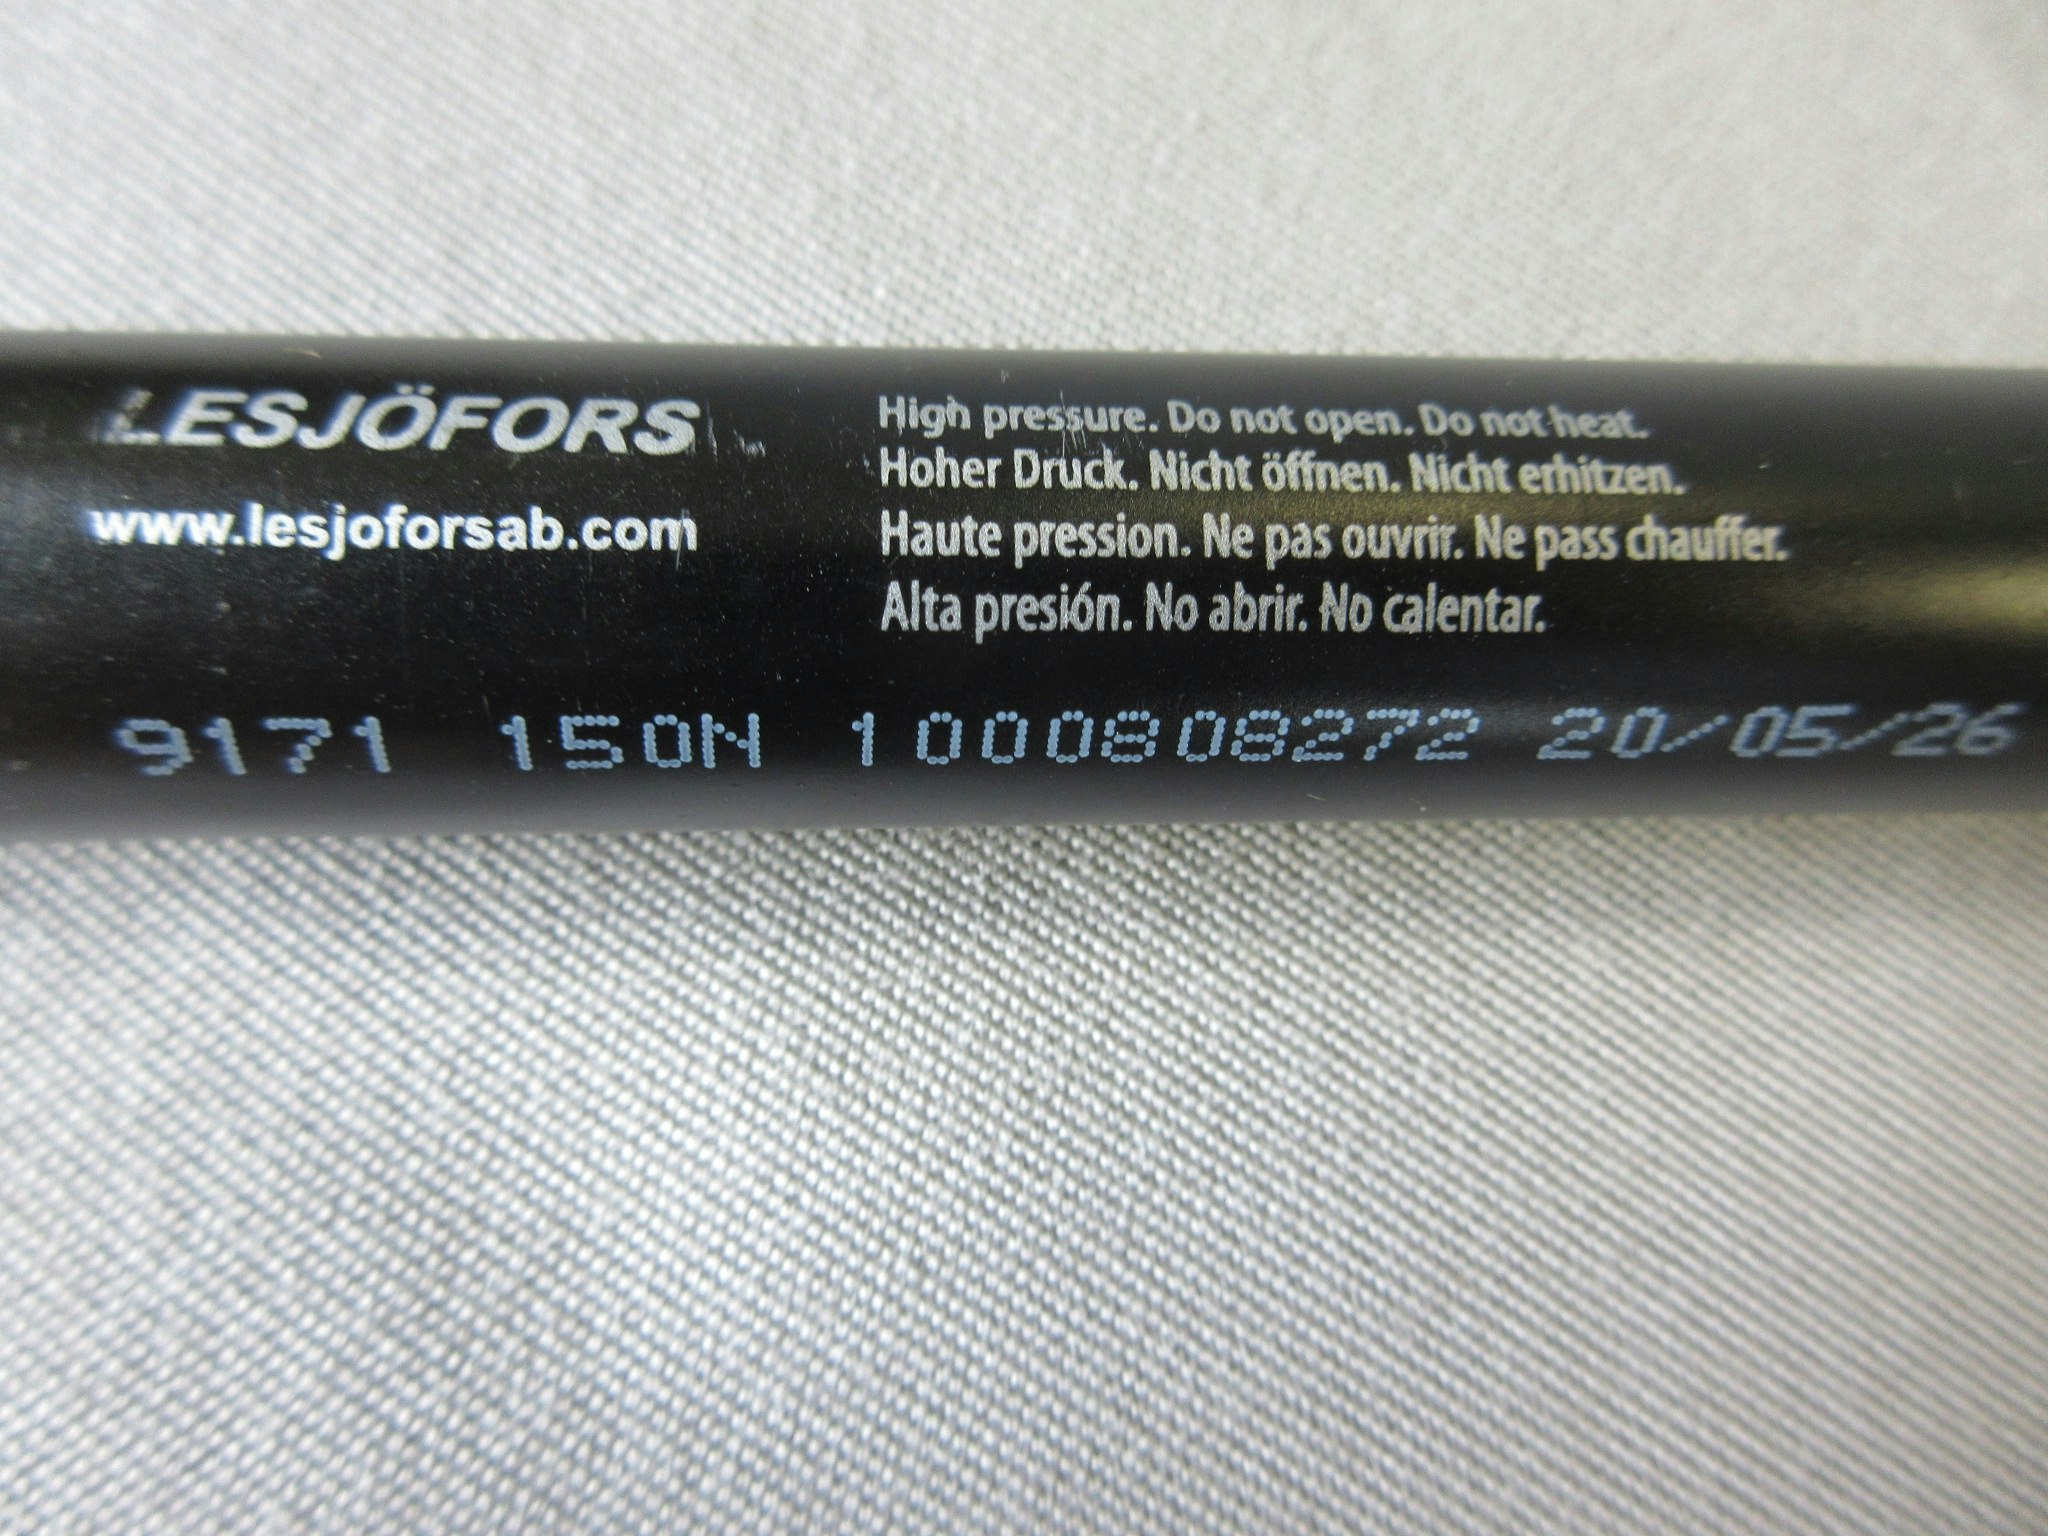 LESJÖFORS
www.lesjoforsab.com
High pressure. Do not open. Do not heat.
Hoher Druck. Nicht öffnen. Nicht erhitzen.
Haute pression. Ne pas ouvrir. Ne pass chauffer.
Alta presión. No abrir. No calentar.
9171 150N 1000808272 20/05/26